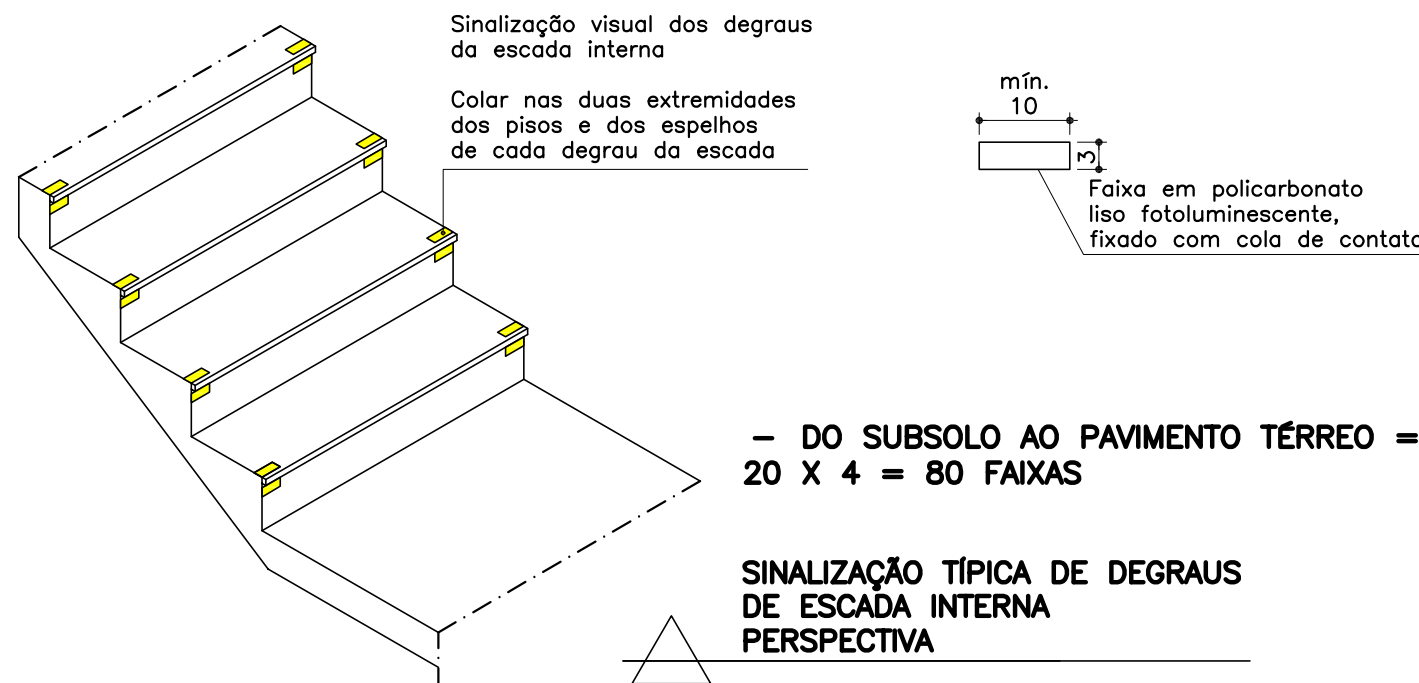 Sinalização visual dos degraus
da escada interna
Colar nas duas extremidades
dos pisos e dos espelhos
de cada degrau da escada
mín.
10
3
Faixa em policarbonato
liso fotoluminescente,
fixado com cola de contato
- DO SUBSOLO AO PAVIMENTO TÉRREO =
20 X 4 = 80 FAIXAS
SINALIZAÇÃO TÍPICA DE DEGRAUS
DE ESCADA INTERNA
PERSPECTIVA